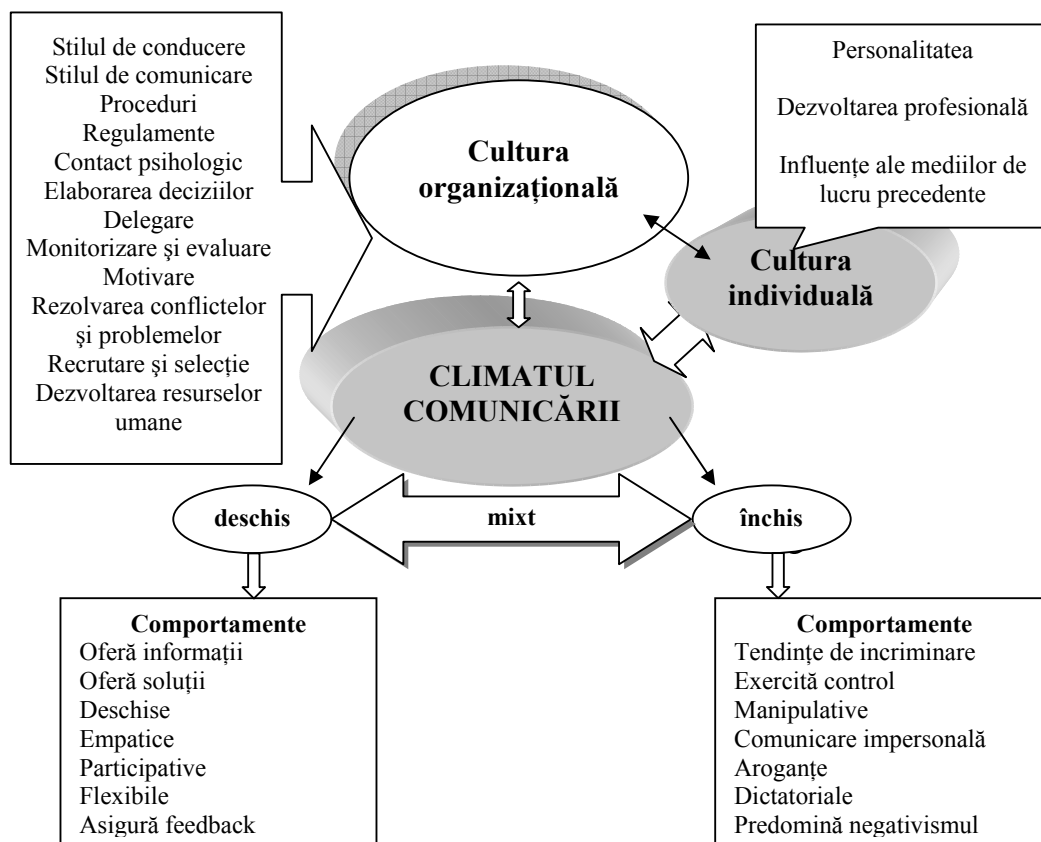 Stilul de conducere
Stilul de comunicare
Proceduri
Regulamente
Contact psihologic
Elaborarea deciziilor
Delegare
Monitorizare şi evaluare
Motivare
Rezolvarea conflictelor
şi problemelor
Recrutare şi selecţie
Dezvoltarea resurselor
umane
Cultura
organizaţională
Personalitatea
Dezvoltarea profesională
Influenţe ale mediilor de
lucru precedente
Cultura
individuală
CLIMATUL
COMUNICĂRII
deschis
mixt
închis
Comportamente
Oferă informaţii
Oferă soluţii
Deschise
Empatice
Participative
Flexibile
Asigură feedback
Comportamente
Tendinţe de incriminare
Exercită control
Manipulative
Comunicare impersonală
Aroganţe
Dictatoriale
Predomină negativismul